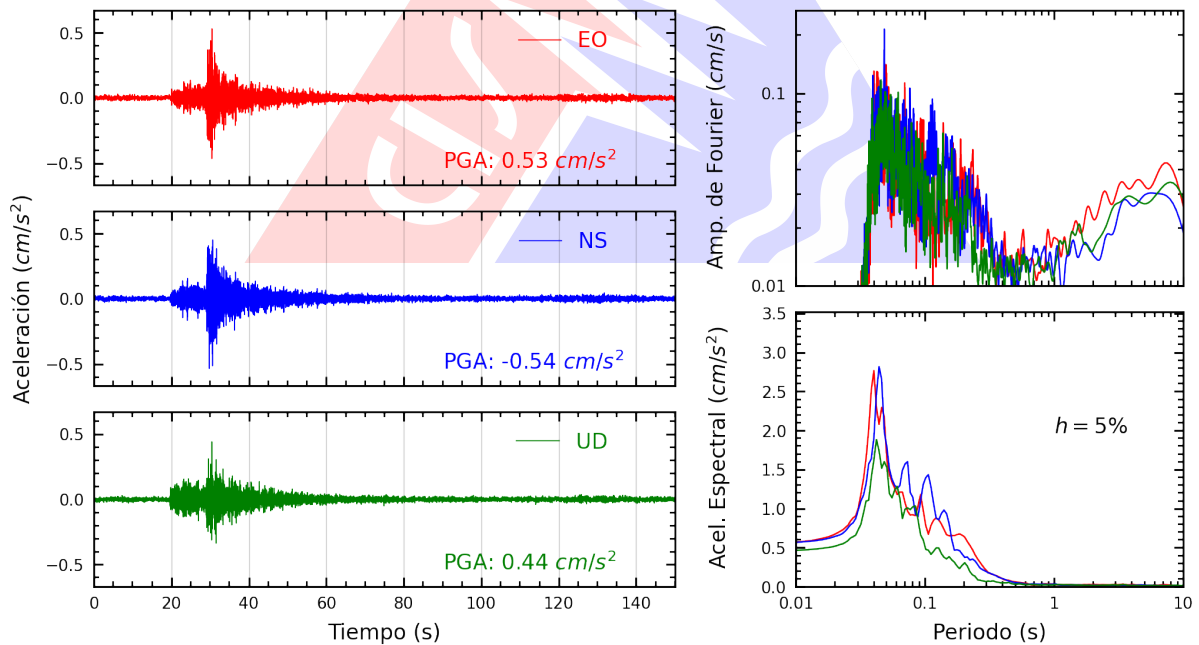 Aceleración (cm/s²)
0.5
0.0
−0.5
EO
PGA: 0.53 cm/s²
0.5
0.0
−0.5
NS
PGA: -0.54 cm/s²
0.5
0.0
−0.5
UD
PGA: 0.44 cm/s²
0 20 40 60 80 100 120 140
Tiempo (s)
Amp. de Fourier (cm/s)
0.1
0.01
Acel. Espectral (cm/s²)
3.5
3.0
2.5
2.0
1.5
1.0
0.5
0.0
h = 5%
0.01 0.1 1 10
Periodo (s)